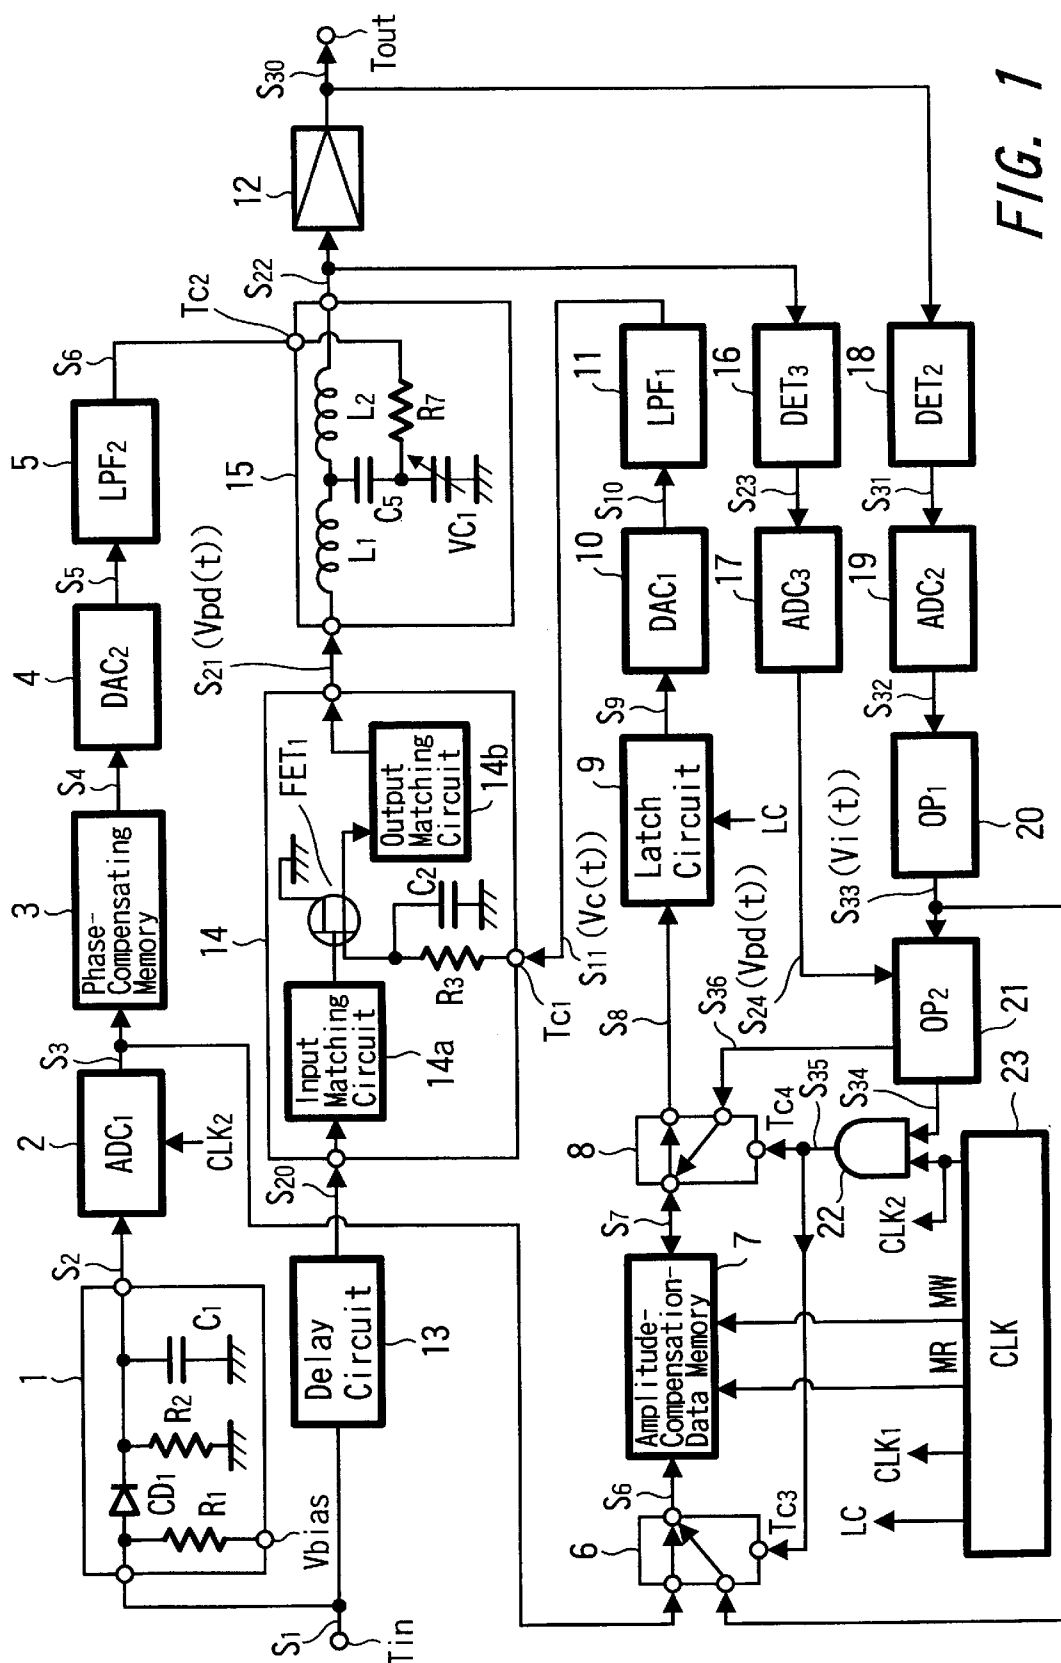 S1
Tin
1
CD1
R1
R2
C1
Vbias
S2
2
ADC1
CLK2
S3
3
Phase-
Compensating
Memory
S4
4
DAC2
S5
5
LPF2
S6
Tc2
13
Delay
Circuit
S20
14
Input
Matching
Circuit
14a
FET1
Output
Matching
Circuit
14b
R3
C2
Tc1
S11(Vc(t))
S21(Vpd(t))
15
L1
L2
C5
R7
VC1
S22
12
S30
Tout
6
Tc3
S6
Amplitude-
Compensation-
Data Memory
7
S7
8
Tc4
S8
9
Latch
Circuit
LC
S9
10
DAC1
S10
11
LPF1
16
DET3
S23
17
ADC3
S24(Vpd(t))
18
DET2
S31
19
ADC2
S32
OP1
20
S33(Vi(t))
OP2
21
S36
S34
S35
22
CLK2
23
CLK
LC
CLK1
MR
MW
FIG. 1